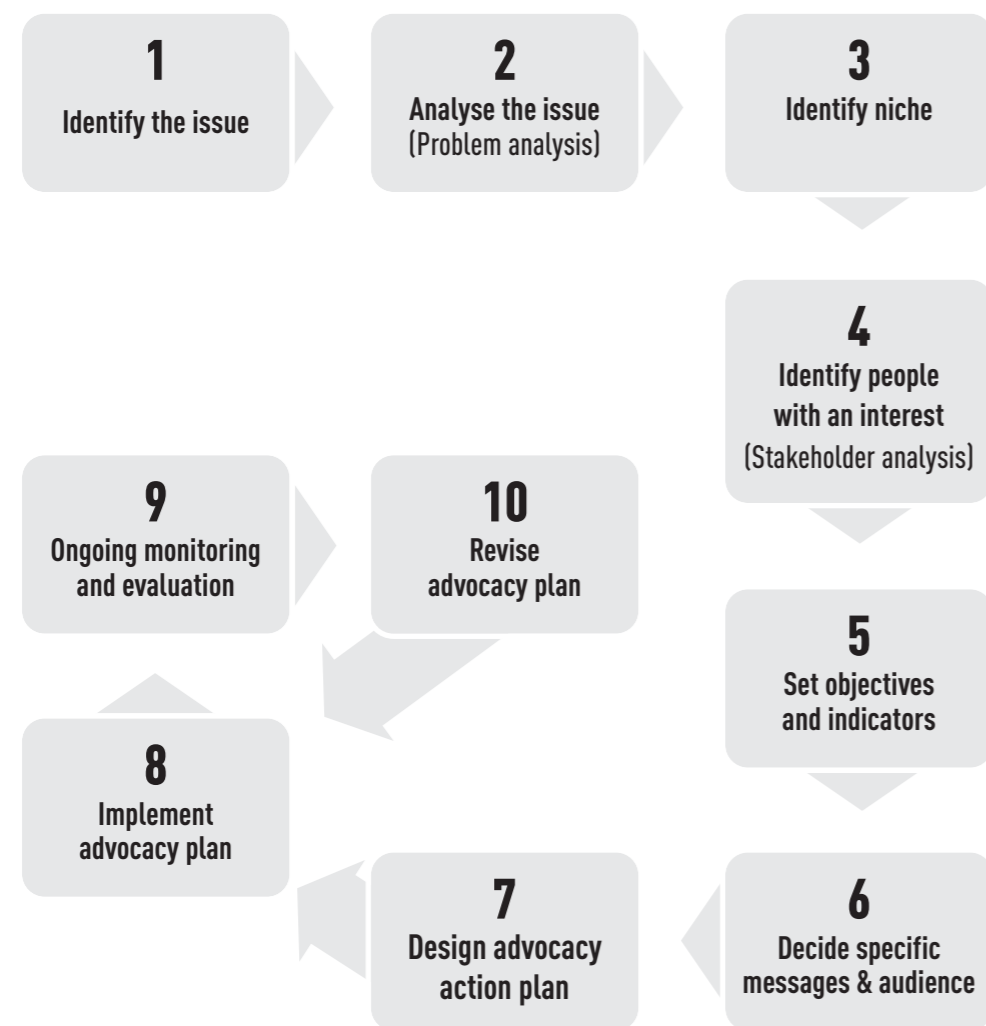 1
Identify the issue
2
Analyse the issue
(Problem analysis)
3
Identify niche
4
Identify people
with an interest
(Stakeholder analysis)
5
Set objectives
and indicators
6
Decide specific
messages & audience
7
Design advocacy
action plan
8
Implement
advocacy plan
9
Ongoing monitoring
and evaluation
10
Revise
advocacy plan